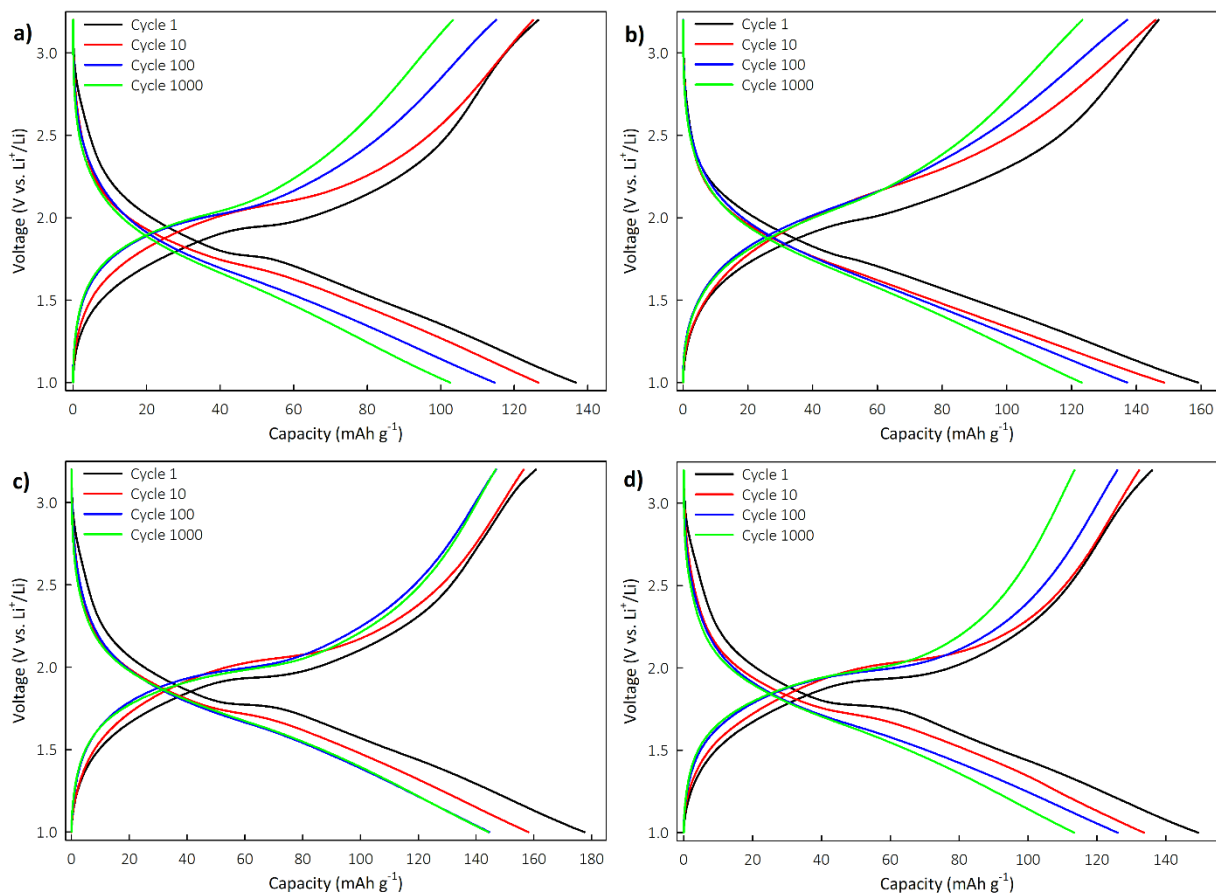 a)
Cycle 1
Cycle 10
Cycle 100
Cycle 1000
3.0
2.5
2.0
1.5
1.0
Voltage (V vs. Li⁺/Li)
0 20 40 60 80 100 120 140
Capacity (mAh g⁻¹)
b)
Cycle 1
Cycle 10
Cycle 100
Cycle 1000
3.0
2.5
2.0
1.5
1.0
Voltage (V vs. Li⁺/Li)
0 20 40 60 80 100 120 140 160
Capacity (mAh g⁻¹)
c)
Cycle 1
Cycle 10
Cycle 100
Cycle 1000
3.0
2.5
2.0
1.5
1.0
Voltage (V vs. Li⁺/Li)
0 20 40 60 80 100 120 140 160 180
Capacity (mAh g⁻¹)
d)
Cycle 1
Cycle 10
Cycle 100
Cycle 1000
3.0
2.5
2.0
1.5
1.0
Voltage (V vs. Li⁺/Li)
0 20 40 60 80 100 120 140
Capacity (mAh g⁻¹)